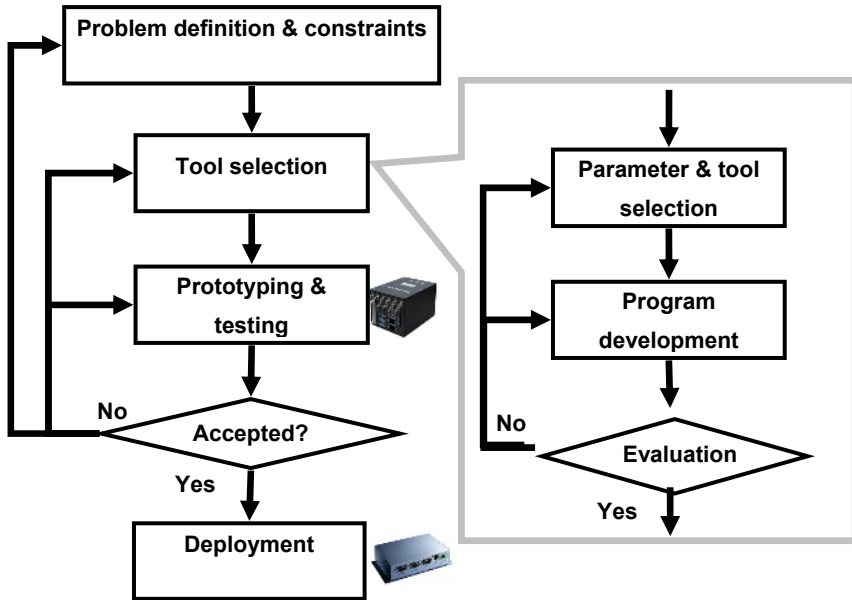 Problem definition & constraints
Tool selection
Prototyping &
testing
No
Accepted?
Yes
Deployment
Parameter & tool
selection
Program
development
No
Evaluation
Yes